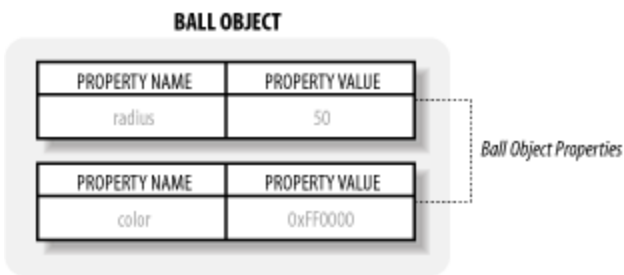 BALL OBJECT
PROPERTY NAME PROPERTY VALUE
radius 50
Ball Object Properties
PROPERTY NAME PROPERTY VALUE
color 0xFF0000